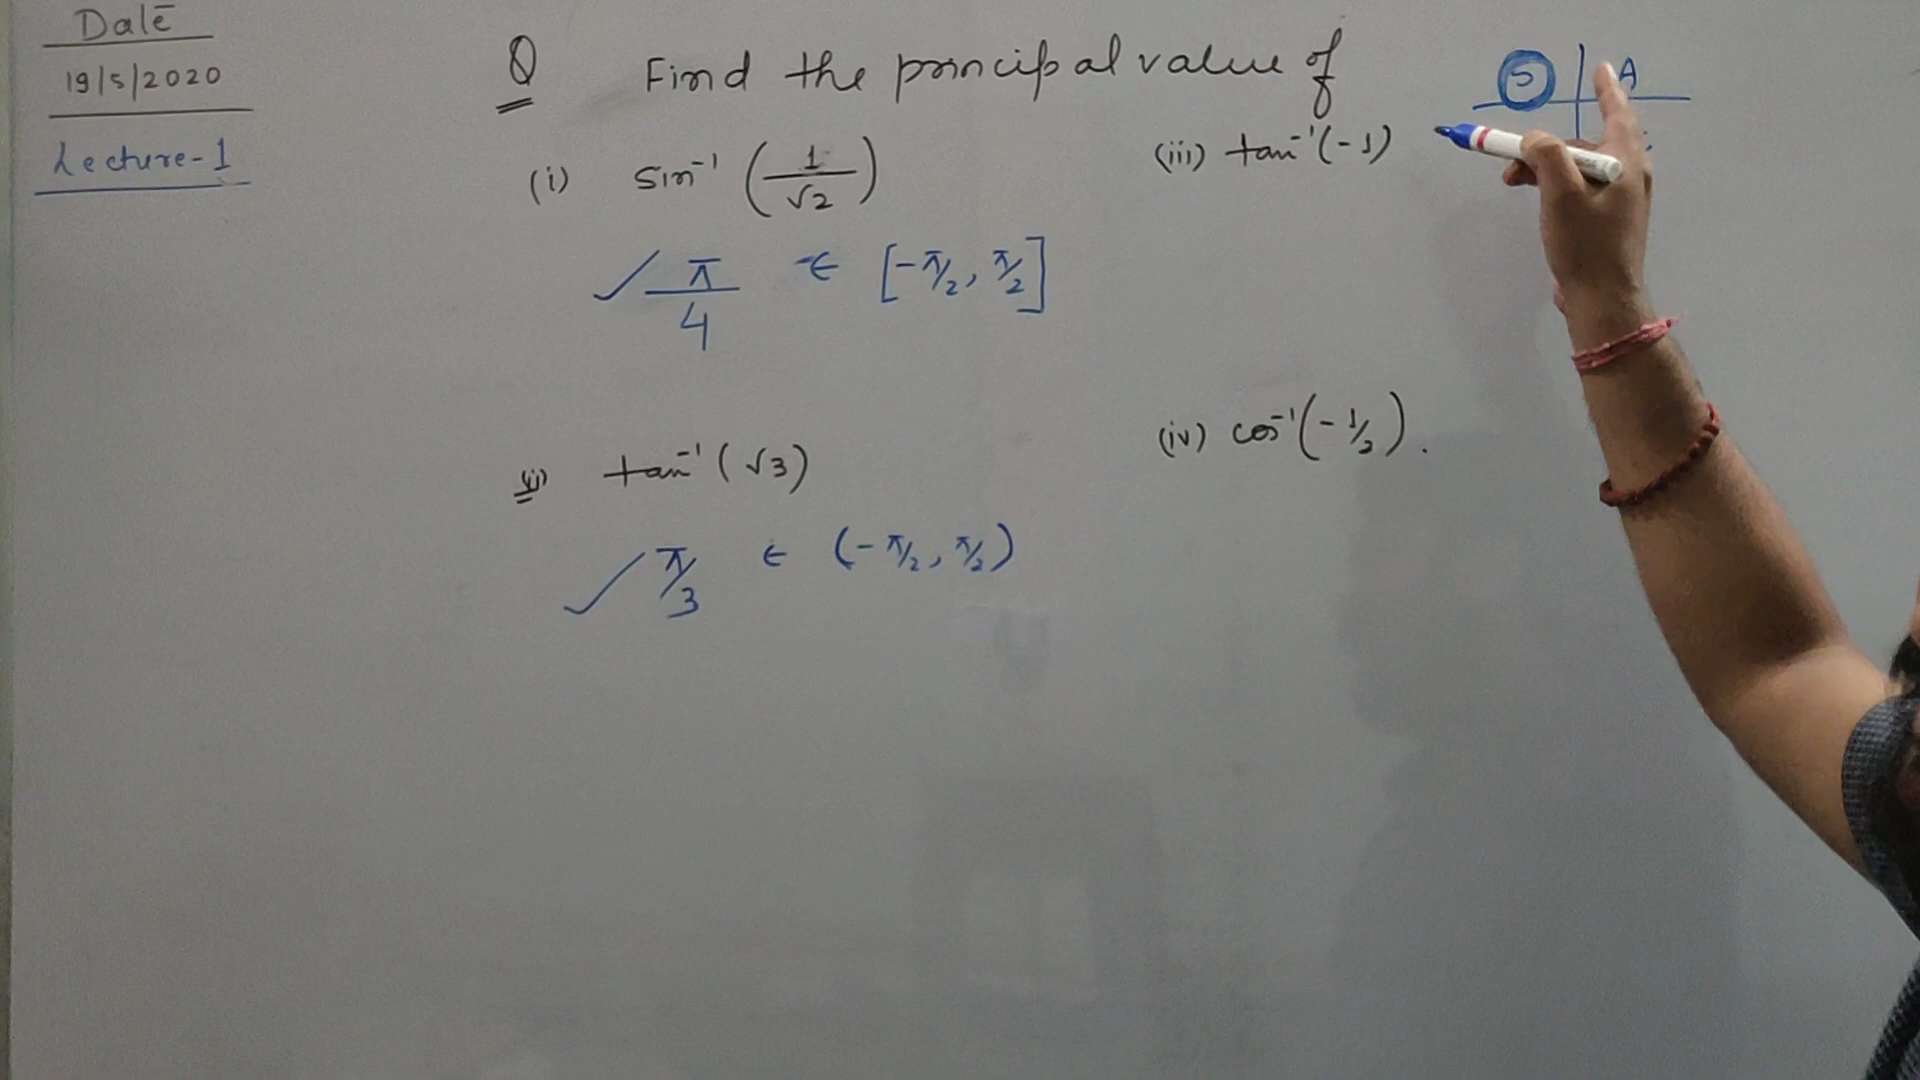 Date
19/5/2020
Lecture-1
Q Find the principal value of
(i) sin⁻¹ (1/√2)
✓ π/4 ∈ [-π/2, π/2]
(ii) tan⁻¹ (√3)
✓ π/3 ∈ (-π/2, π/2)
(iii) tan⁻¹(-1)
(iv) cos⁻¹(-1/2).
S A